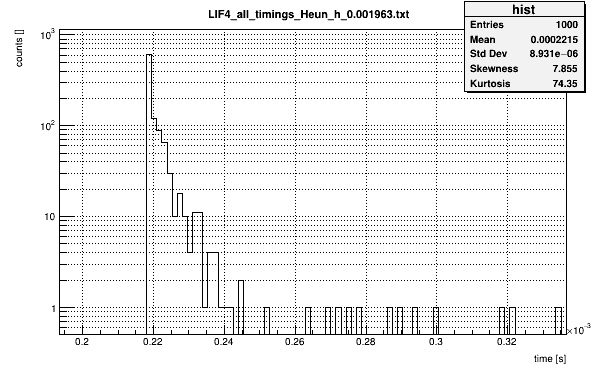 LIF4_all_timings_Heun_h_0.001963.txt
hist
Entries 1000
Mean 0.0002215
Std Dev 8.931e−06
Skewness 7.855
Kurtosis 74.35
counts []
10³
10²
10
1
0.2 0.22 0.24 0.26 0.28 0.3 0.32
×10⁻³
time [s]